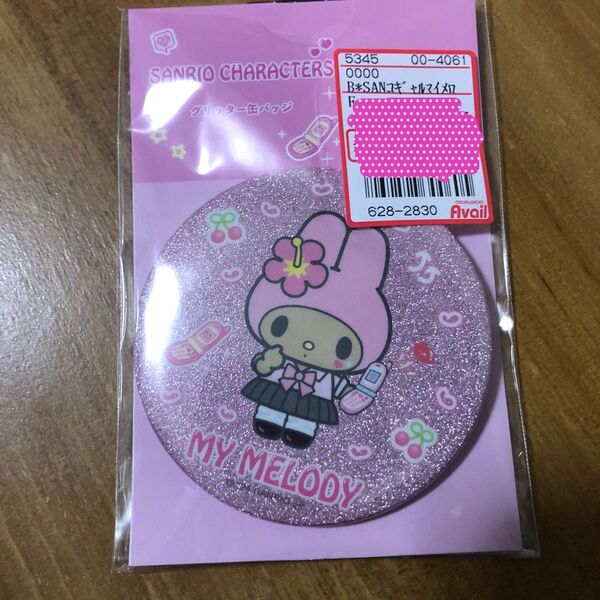 SANRIO CHARACTERS
グリッター缶バッジ
5345 00-4061
0000
B*SANコギャルマイメロ
F
628-2830
Avail
MY MELODY